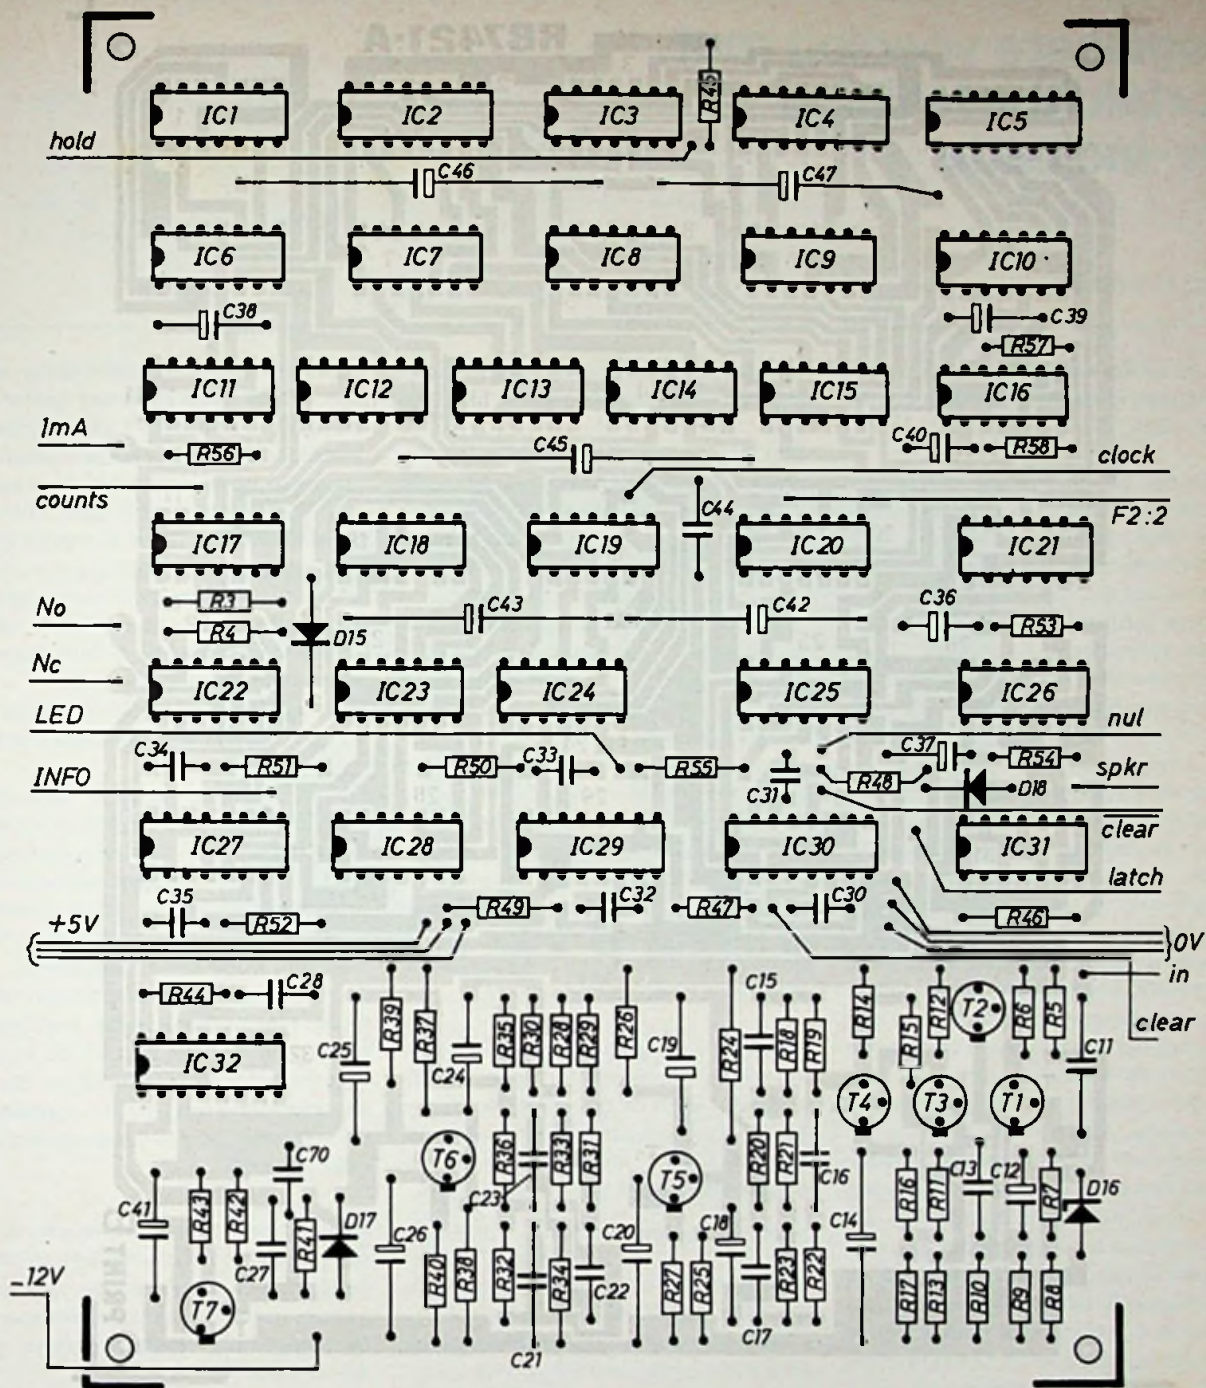 RB7421-A
R45
IC1 IC2 IC3 IC4 IC5
hold
C46 C47
IC6 IC7 IC8 IC9 IC10
C38 C39
R57
IC11 IC12 IC13 IC14 IC15 IC16
1mA R56 C45 C40 R58 clock
counts C44 F2:2
IC17 IC18 IC19 IC20 IC21
No R3 C43 C42 C36 R53
R4 D15
Nc IC22 IC23 IC24 IC25 IC26
LED nul
C34 R51 R50 C33 R55 C31 R48 C37 R54 spkr
INFO D18
clear
IC27 IC28 IC29 IC30 IC31
latch
C35 R52 R49 C32 R47 C30 R46
+5V 0V
in
R44 C28 clear
IC32 C25 R39 R37 C24 R35 R30 R28 R29 R26 C19 R24 C15 R18 R19 R14 R15 R12 T2 R6 R5 C11
T4 T3 T1
C70 T6 R36 C23 R33 R31 T5 R20 R21 C16 R16 R11 C13 C12 R7 D16
C41 R43 R42 C27 R41 D17 C26 R40 R38 R32 R34 C22 C20 R27 R25 C18 R23 R22 C14 R17 R13 R10 R9 R8
-12V
T7 C21 C17